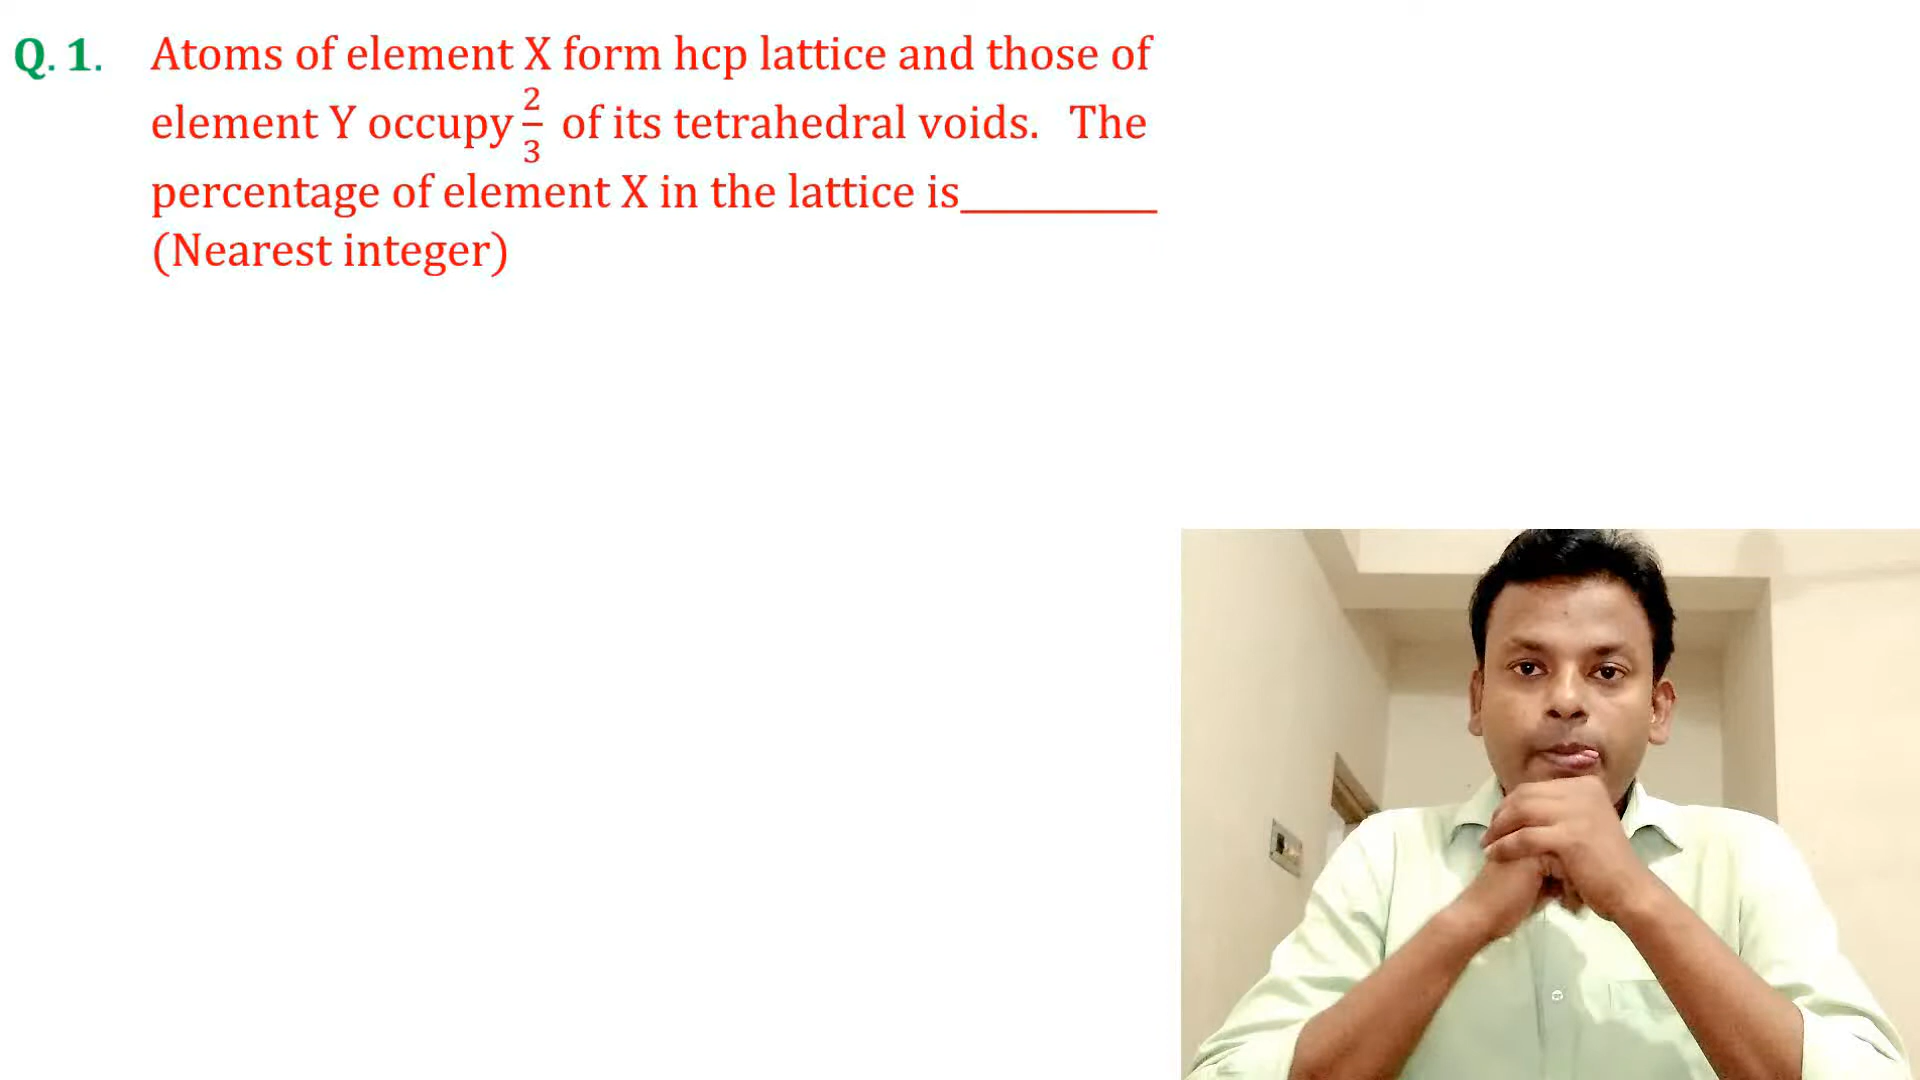 Q. 1. Atoms of element X form hcp lattice and those of
element Y occupy 2/3 of its tetrahedral voids. The
percentage of element X in the lattice is__________
(Nearest integer)